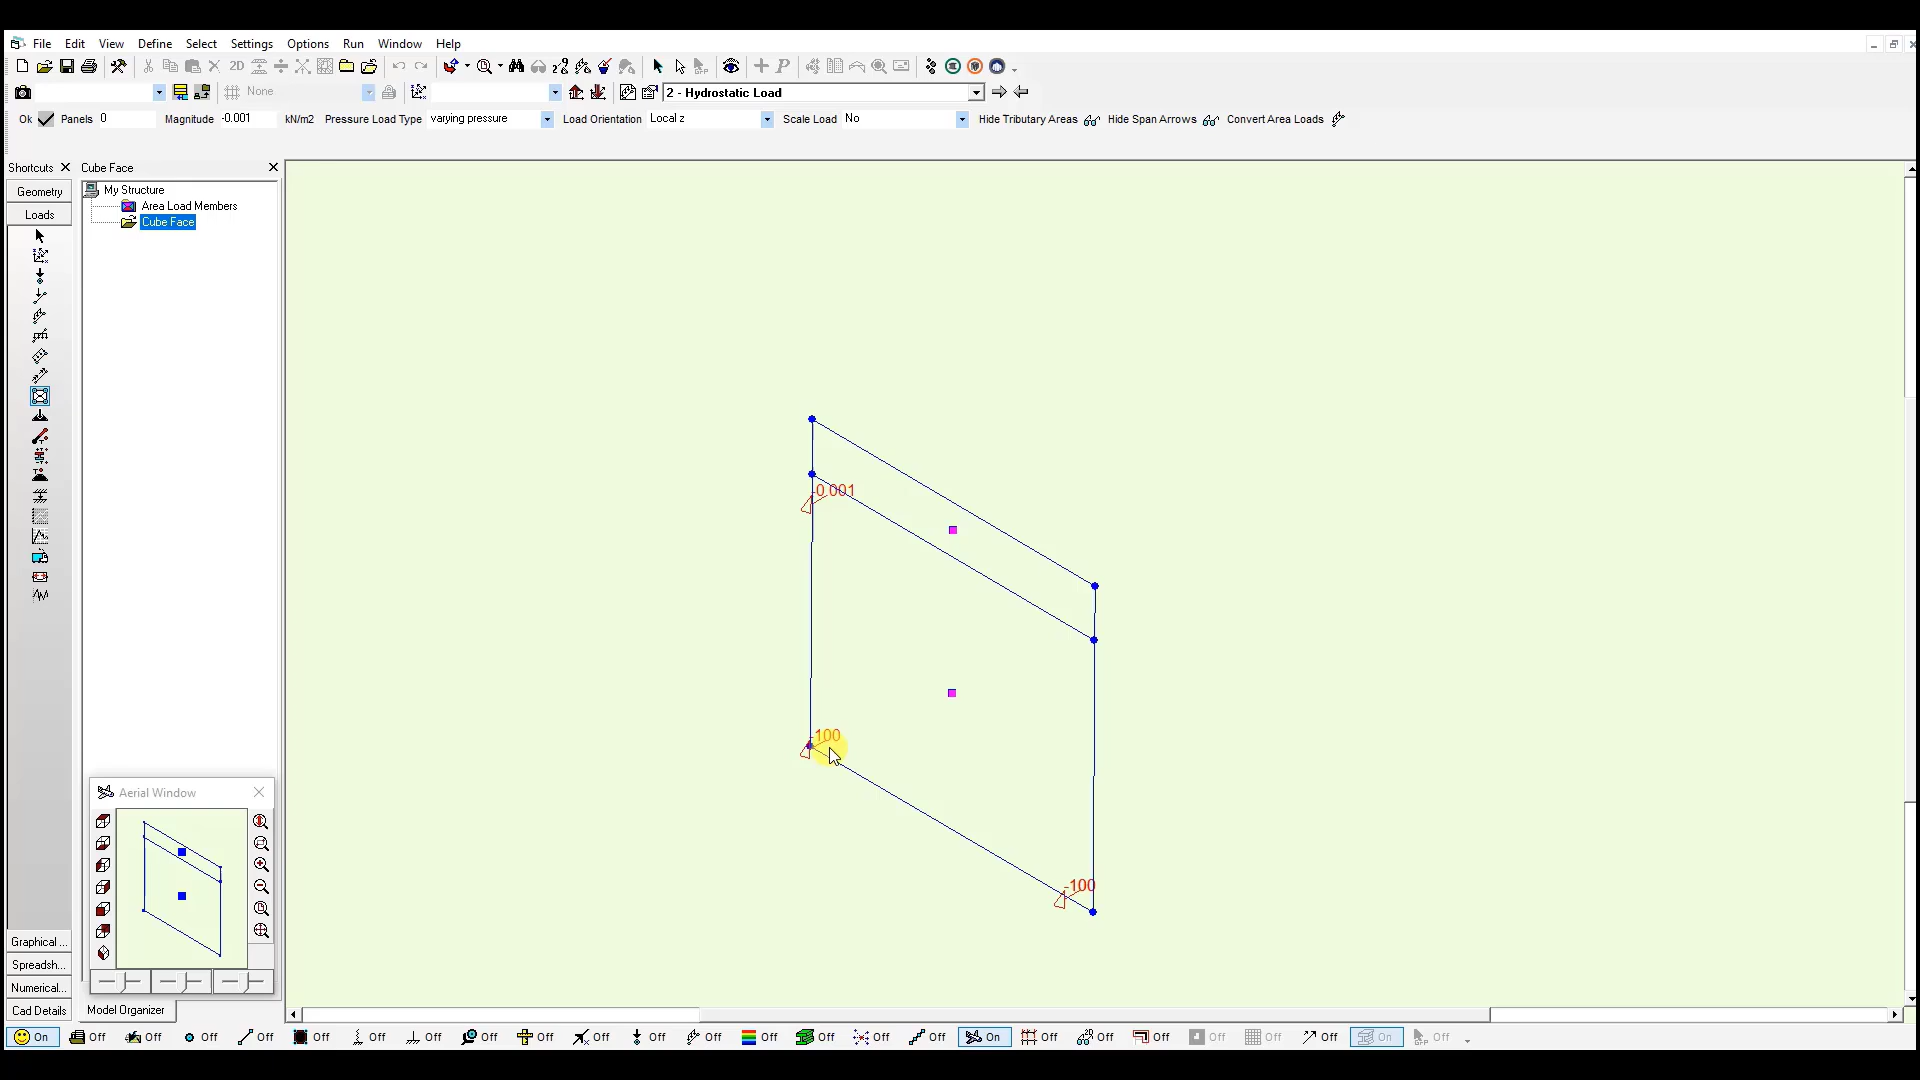 File Edit View Define Select Settings Options Run Window Help
2D
None 2 - Hydrostatic Load
Ok Panels 0 Magnitude -0.001 kN/m2 Pressure Load Type varying pressure Load Orientation Local z Scale Load No Hide Tributary Areas Hide Span Arrows Convert Area Loads
Shortcuts Cube Face
Geometry My Structure
Area Load Members
Loads Cube Face
-0.001
100
-100
Aerial Window
Graphical ...
Spreadsh...
Numerical...
Cad Details Model Organizer
On Off Off Off Off Off Off Off Off Off Off Off Off Off Off Off Off On Off Off Off Off Off Off On Off